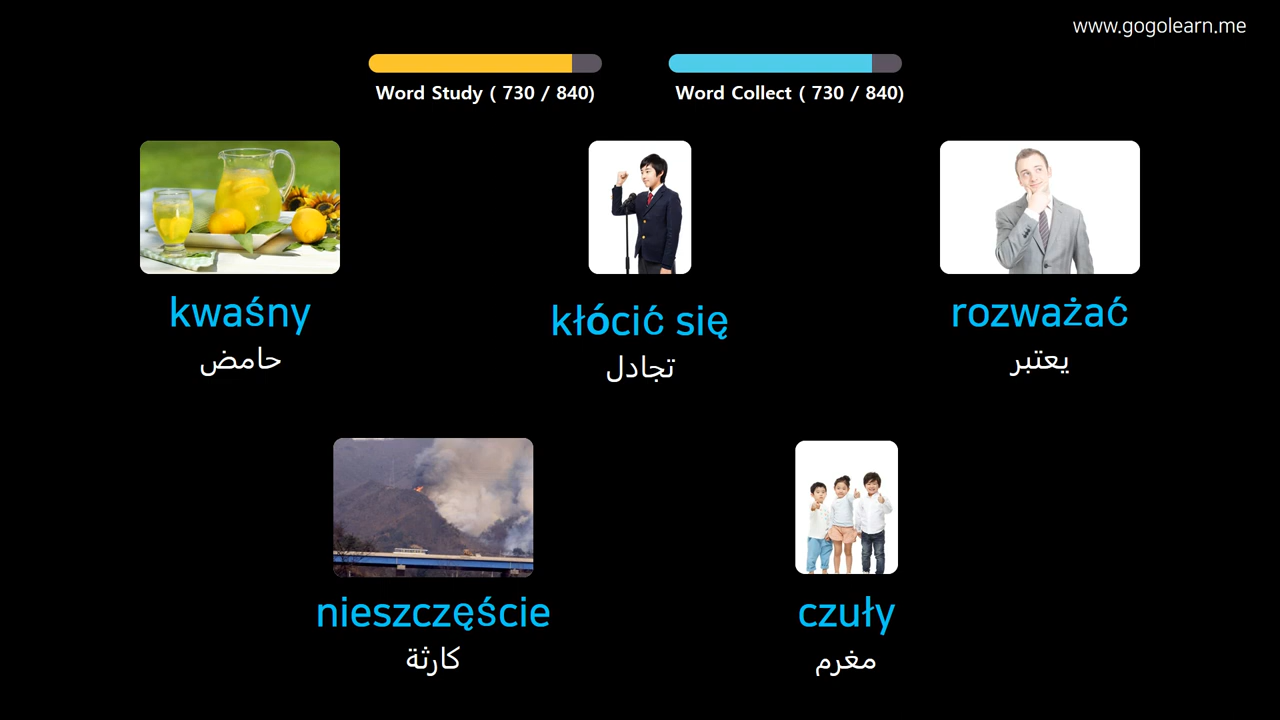 www.gogolearn.me
Word Study ( 730 / 840)
Word Collect ( 730 / 840)
kwaśny
حامض
kłócić się
تجادل
rozważać
يعتبر
nieszczęście
كارثة
czuły
مغرم